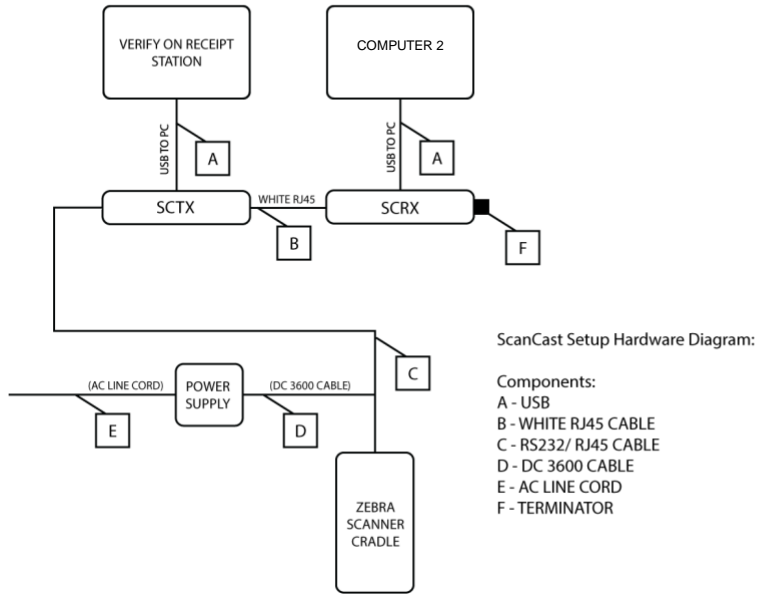 VERIFY ON RECEIPT
STATION
COMPUTER 2
USB TO PC
A
USB TO PC
A
SCTX
WHITE RJ45
SCRX
B
F
ScanCast Setup Hardware Diagram:
C
(AC LINE CORD)
POWER
SUPPLY
(DC 3600 CABLE)
E
D
Components:
A - USB
B - WHITE RJ45 CABLE
C - RS232/ RJ45 CABLE
D - DC 3600 CABLE
E - AC LINE CORD
F - TERMINATOR
ZEBRA
SCANNER
CRADLE